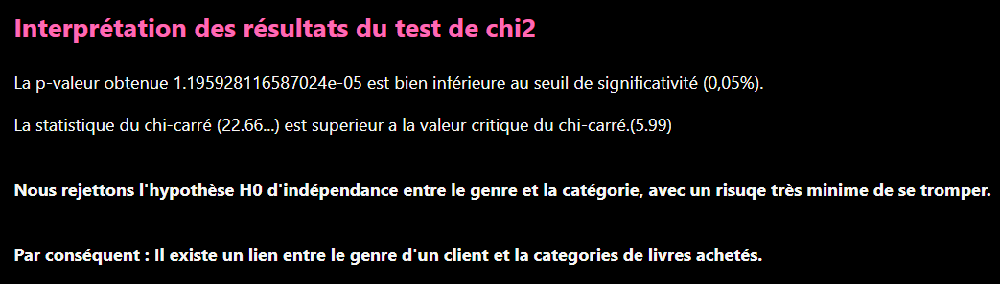 Interprétation des résultats du test de chi2
La p-valeur obtenue 1.195928116587024e-05 est bien inférieure au seuil de significativité (0,05%).
La statistique du chi-carré (22.66...) est superieur a la valeur critique du chi-carré.(5.99)
Nous rejettons l'hypothèse H0 d'indépendance entre le genre et la catégorie, avec un risuqe très minime de se tromper.
Par conséquent : Il existe un lien entre le genre d'un client et la categories de livres achetés.